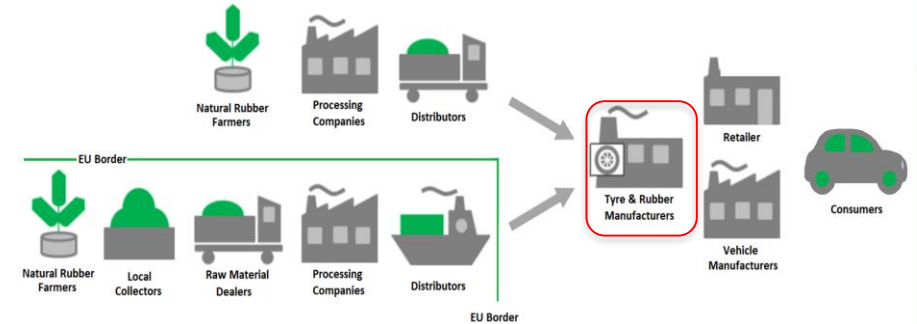 Natural Rubber
Farmers
Processing
Companies
Distributors
Retailer
EU Border
Tyre & Rubber
Manufacturers
Consumers
Vehicle
Manufacturers
Natural Rubber
Farmers
Local
Collectors
Raw Material
Dealers
Processing
Companies
Distributors
EU Border